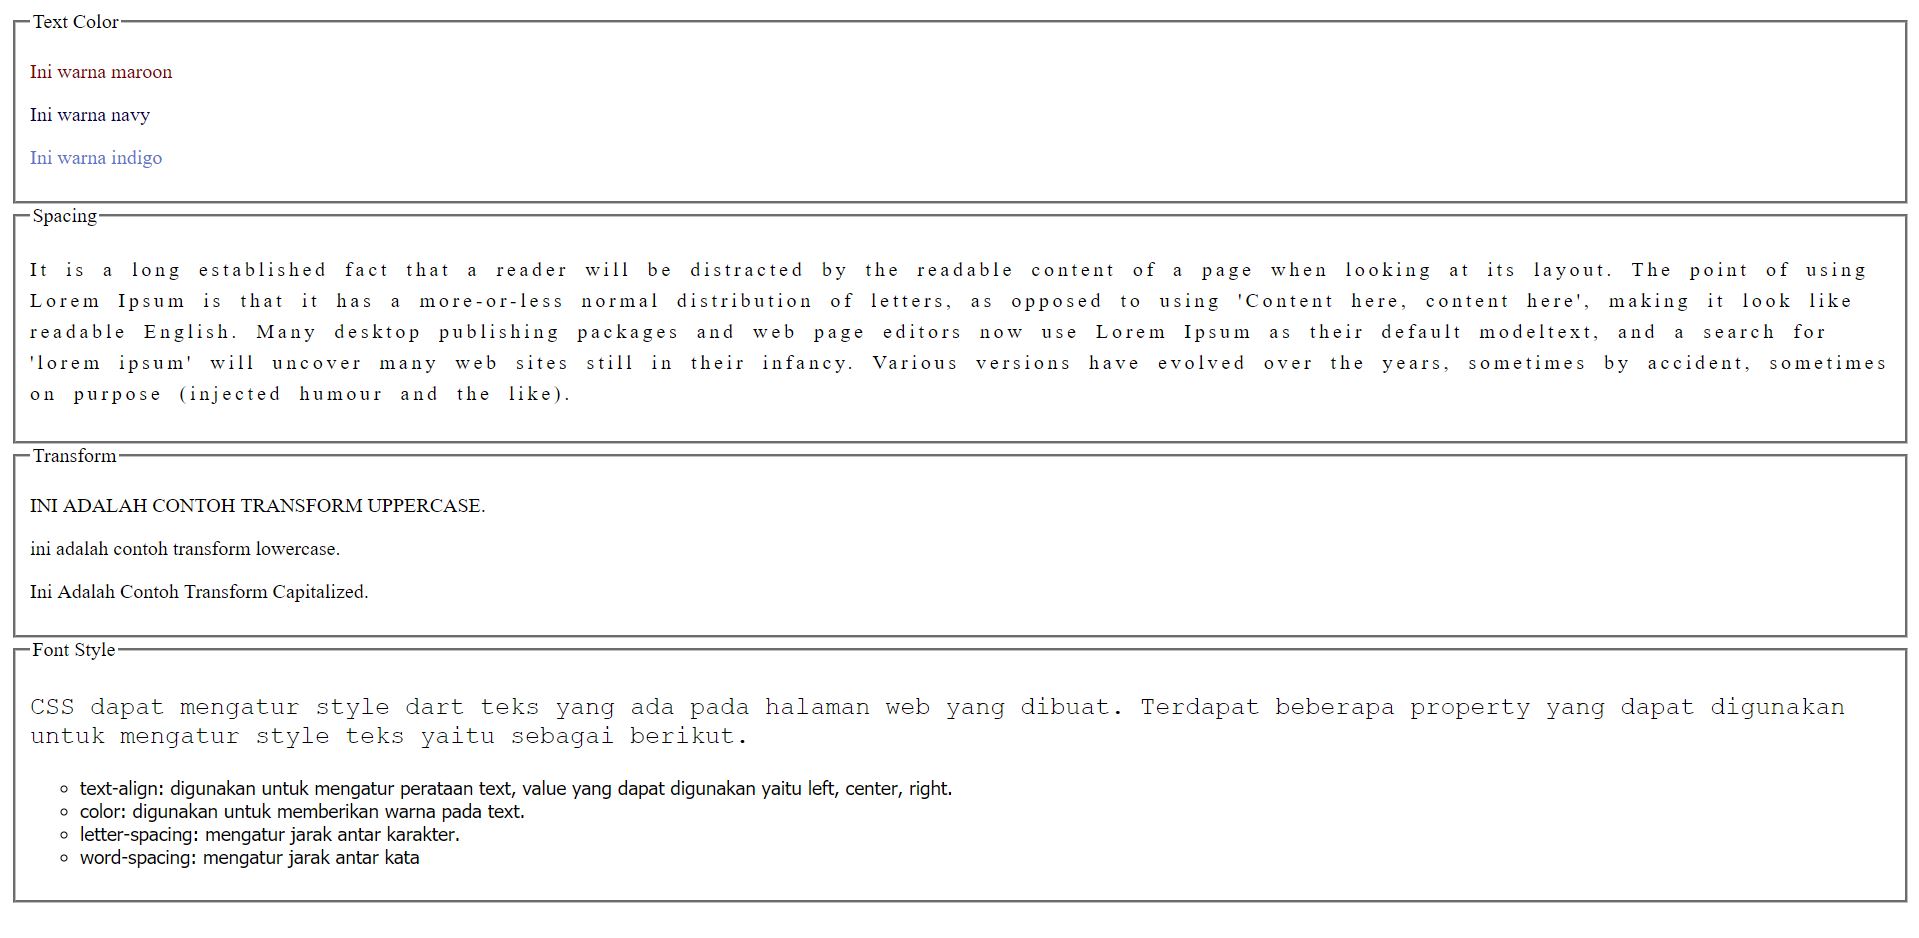 Text Color
Ini warna maroon
Ini warna navy
Ini warna indigo
Spacing
It is a long established fact that a reader will be distracted by the readable content of a page when looking at its layout. The point of using
Lorem Ipsum is that it has a more-or-less normal distribution of letters, as opposed to using 'Content here, content here', making it look like
readable English. Many desktop publishing packages and web page editors now use Lorem Ipsum as their default modeltext, and a search for
'lorem ipsum' will uncover many web sites still in their infancy. Various versions have evolved over the years, sometimes by accident, sometimes
on purpose (injected humour and the like).
Transform
INI ADALAH CONTOH TRANSFORM UPPERCASE.
ini adalah contoh transform lowercase.
Ini Adalah Contoh Transform Capitalized.
Font Style
CSS dapat mengatur style dart teks yang ada pada halaman web yang dibuat. Terdapat beberapa property yang dapat digunakan
untuk mengatur style teks yaitu sebagai berikut.
◦ text-align: digunakan untuk mengatur perataan text, value yang dapat digunakan yaitu left, center, right.
◦ color: digunakan untuk memberikan warna pada text.
◦ letter-spacing: mengatur jarak antar karakter.
◦ word-spacing: mengatur jarak antar kata